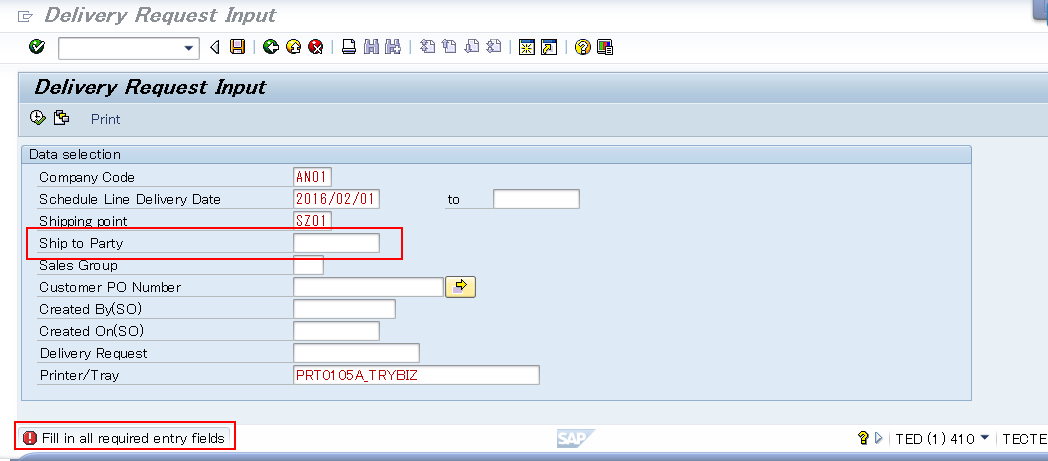 Delivery Request Input
Delivery Request Input
Print
Data selection
Company Code AN01
Schedule Line Delivery Date 2016/02/01 to
Shipping point SZ01
Ship to Party
Sales Group
Customer PO Number
Created By(SO)
Created On(SO)
Delivery Request
Printer/Tray PRT0105A_TRYBIZ
Fill in all required entry fields SAP TED (1) 410 TECTE